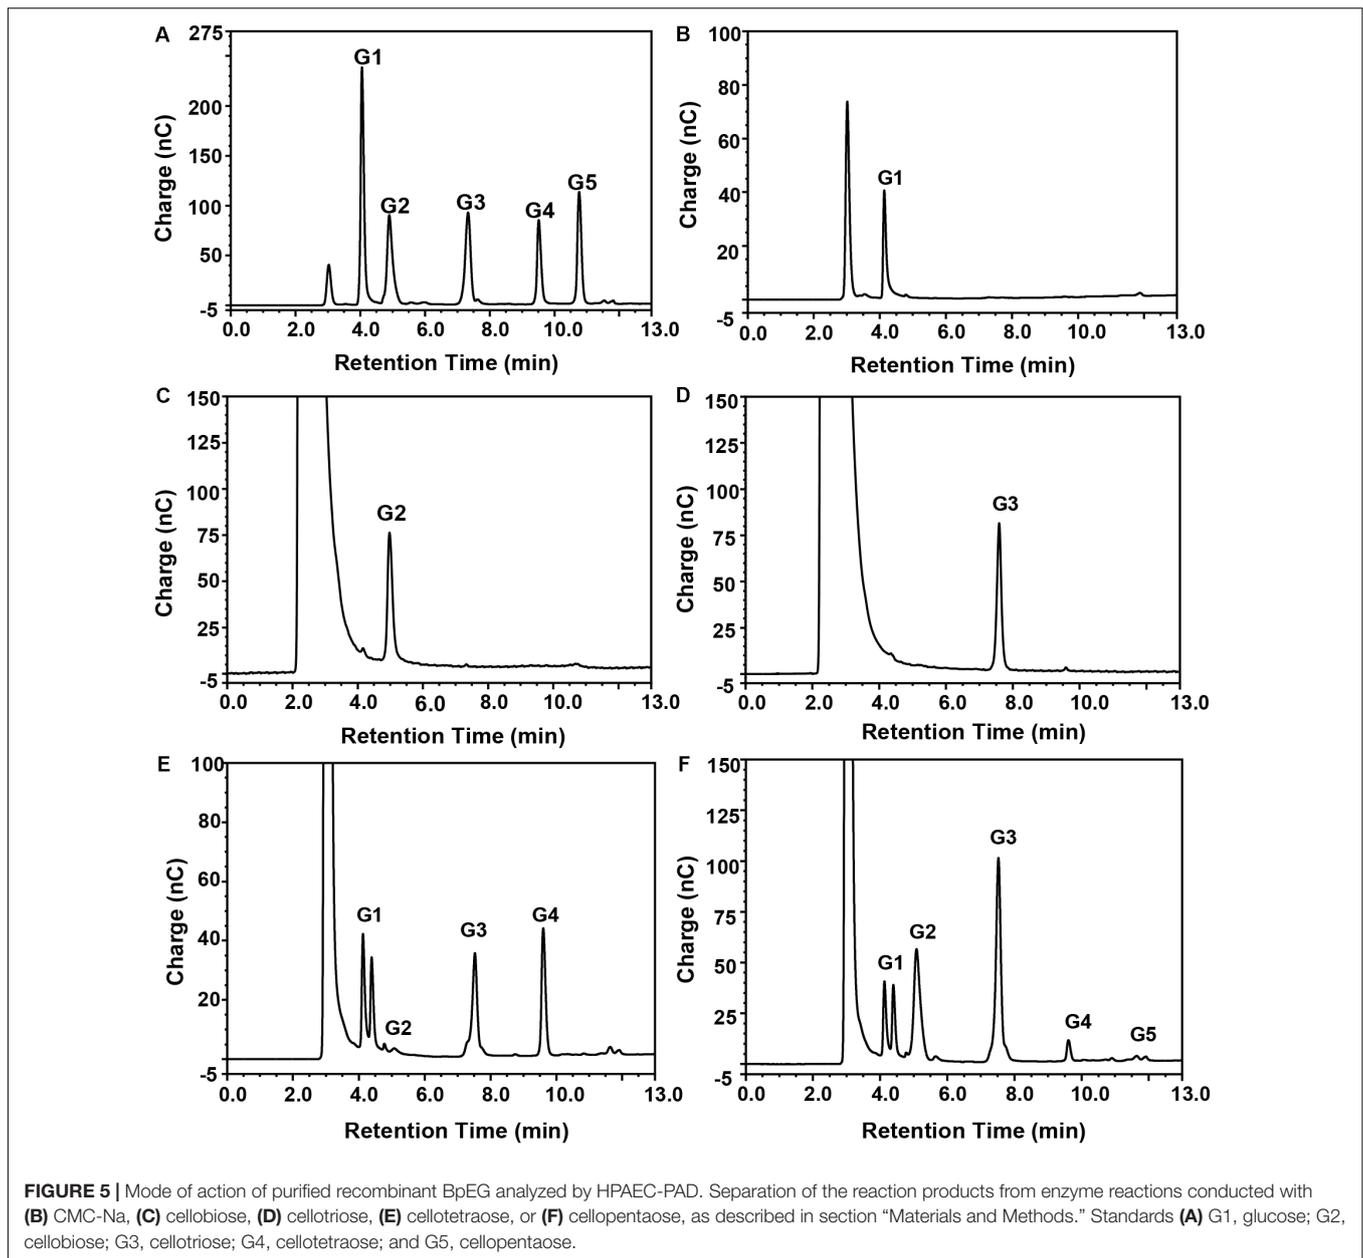 A
275
200
150
100
50
-5
G1
G2
G3
G4
G5
0.0 2.0 4.0 6.0 8.0 10.0 13.0
Charge (nC)
Retention Time (min)
B
100
80
60
40
20
-5
G1
0.0 2.0 4.0 6.0 8.0 10.0 13.0
Charge (nC)
Retention Time (min)
C
150
125
100
75
50
25
-5
G2
0.0 2.0 4.0 6.0 8.0 10.0 13.0
Charge (nC)
Retention Time (min)
D
150
125
100
75
50
25
-5
G3
0.0 2.0 4.0 6.0 8.0 10.0 13.0
Charge (nC)
Retention Time (min)
E
100
80
60
40
20
-5
G1
G2
G3
G4
0.0 2.0 4.0 6.0 8.0 10.0 13.0
Charge (nC)
Retention Time (min)
F
150
125
100
75
50
25
-5
G1
G2
G3
G4
G5
0.0 2.0 4.0 6.0 8.0 10.0 13.0
Charge (nC)
Retention Time (min)
FIGURE 5 | Mode of action of purified recombinant BpEG analyzed by HPAEC-PAD. Separation of the reaction products from enzyme reactions conducted with
(B) CMC-Na, (C) cellobiose, (D) cellotriose, (E) cellotetraose, or (F) cellopentaose, as described in section “Materials and Methods.” Standards (A) G1, glucose; G2,
cellobiose; G3, cellotriose; G4, cellotetraose; and G5, cellopentaose.